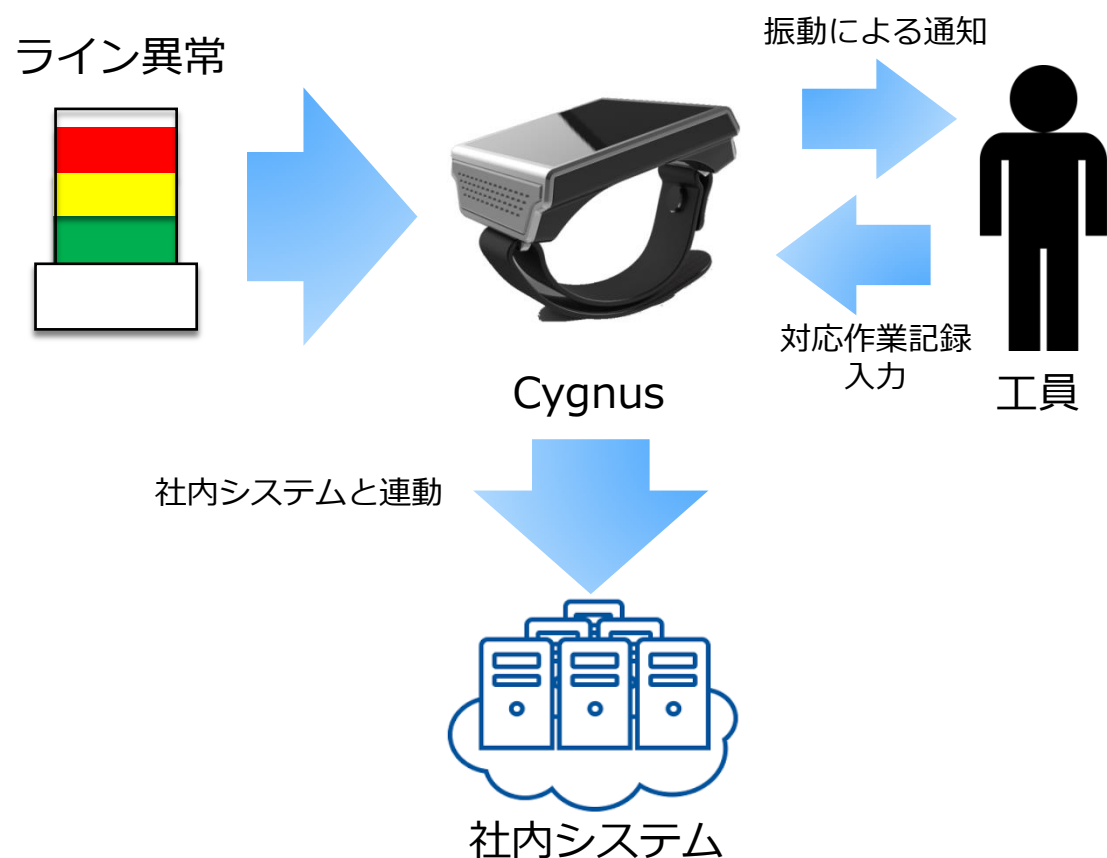 ライン異常
振動による通知
対応作業記録
入力
工員
Cygnus
社内システムと連動
社内システム